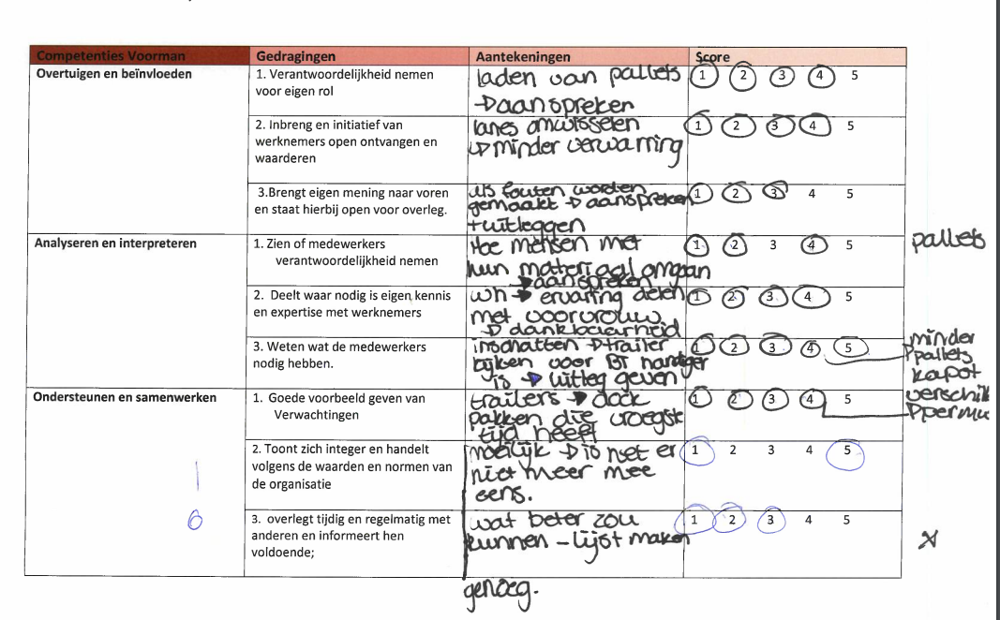 Competenties Voorman Gedragingen Aantekeningen Score
Overtuigen en beïnvloeden
1. Verantwoordelijkheid nemen
voor eigen rol
laden van pallets
→ aanspreken
1 2 3 4 5
2. Inbreng en initiatief van
werknemers open ontvangen en
waarderen
lanes omwisselen
↳ minder verwarring
1 2 3 4 5
3.Brengt eigen mening naar voren
en staat hierbij open voor overleg.
als fouten worden
gemaakt → aanspreken
+ uitleggen
1 2 3 4 5
Analyseren en interpreteren
1. Zien of medewerkers
verantwoordelijkheid nemen
Hoe mensen met
hun materiaal omgaan
→ aanspreken
1 2 3 4 5
pallets
2. Deelt waar nodig is eigen kennis
en expertise met werknemers
wh → ervaring delen
met voorvrouw.
→ dankbaarheid
1 2 3 4 5
3. Weten wat de medewerkers
nodig hebben.
inschatten → trailer
kijken voor BT handiger
is → uitleg geven
1 2 3 4 5
minder
pallets
kapot
verschil
Ondersteunen en samenwerken
1. Goede voorbeeld geven van
Verwachtingen
trailers → dock
pakken die vroegste
tijd heeft
1 2 3 4 5
2. Toont zich integer en handelt
volgens de waarden en normen van
de organisatie
moeilijk → is het er
niet meer mee
eens.
1 2 3 4 5
3. overlegt tijdig en regelmatig met
anderen en informeert hen
voldoende;
wat beter zou
kunnen – lijst maken
genoeg.
1 2 3 4 5
1
6